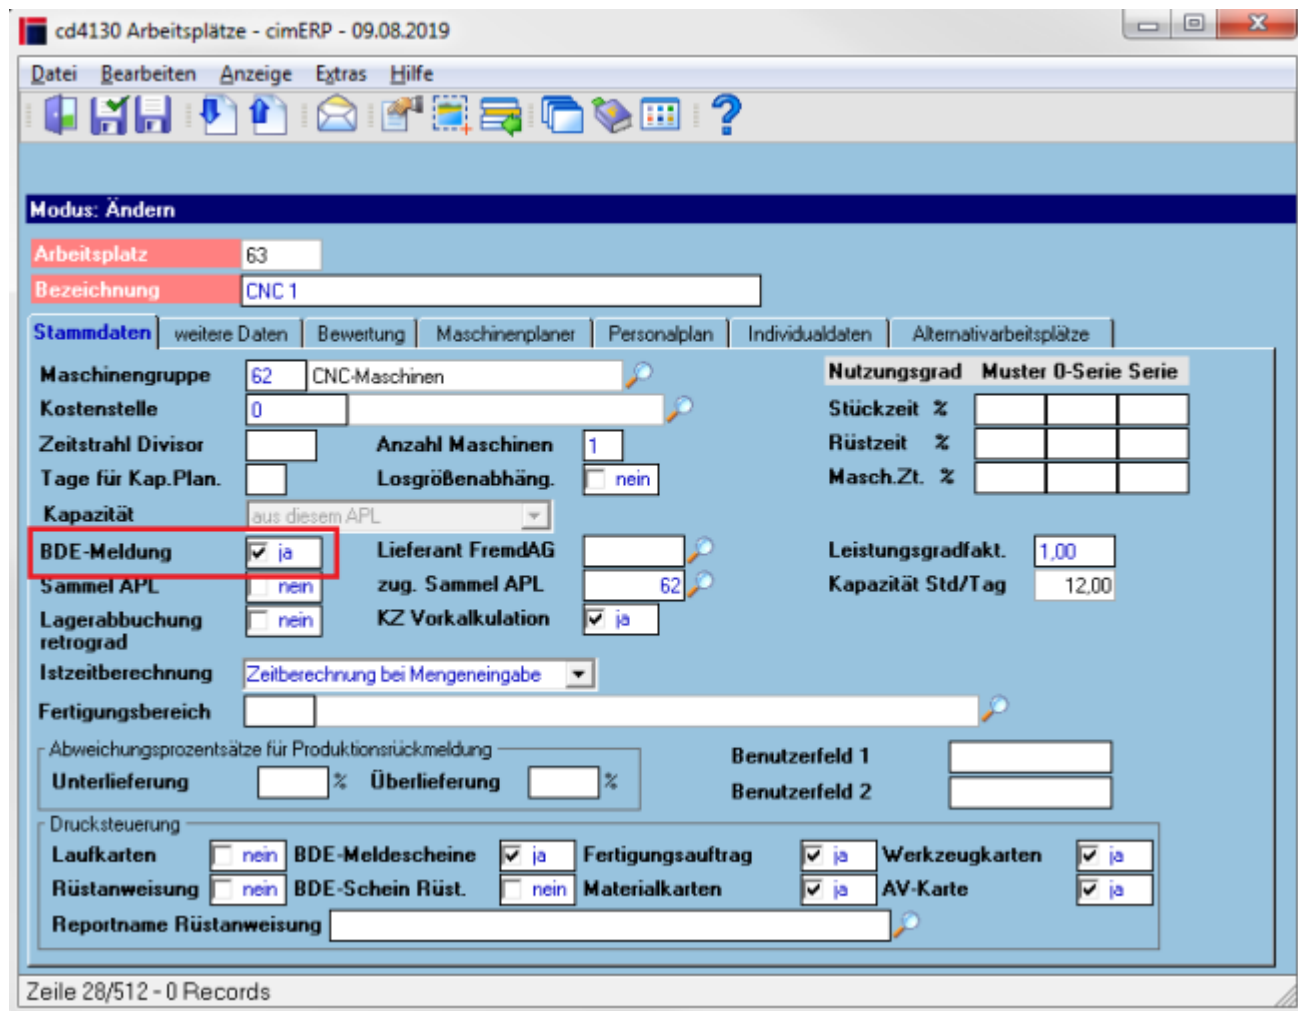 cd4130 Arbeitsplätze - cimERP - 09.08.2019
Datei Bearbeiten Anzeige Extras Hilfe
Modus: Ändern
Arbeitsplatz 63
Bezeichnung CNC 1
Stammdaten weitere Daten Bewertung Maschinenplaner Personalplan Individualdaten Alternativarbeitsplätze
Maschinengruppe 62 CNC-Maschinen Nutzungsgrad Muster 0-Serie Serie
Kostenstelle 0 Stückzeit %
Zeitstrahl Divisor Anzahl Maschinen 1 Rüstzeit %
Tage für Kap.Plan. Losgrößenabhäng. nein Masch.Zt. %
Kapazität aus diesem APL
BDE-Meldung ja Lieferant FremdAG Leistungsgradfakt. 1,00
Sammel APL nein zug. Sammel APL 62 Kapazität Std/Tag 12,00
Lagerabbuchung nein KZ Vorkalkulation ja
retrograd
Istzeitberechnung Zeitberechnung bei Mengeneingabe
Fertigungsbereich
Abweichungsprozentsätze für Produktionsrückmeldung Benutzerfeld 1
Unterlieferung % Überlieferung % Benutzerfeld 2
Drucksteuerung
Laufkarten nein BDE-Meldescheine ja Fertigungsauftrag ja Werkzeugkarten ja
Rüstanweisung nein BDE-Schein Rüst. nein Materialkarten ja AV-Karte ja
Reportname Rüstanweisung
Zeile 28/512 - 0 Records